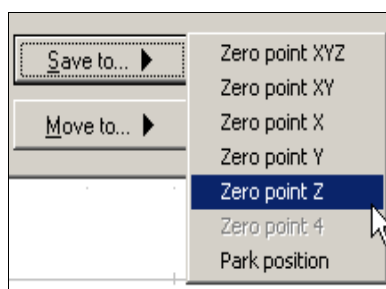 Save to...
Move to...
Zero point XYZ
Zero point XY
Zero point X
Zero point Y
Zero point Z
Zero point 4
Park position